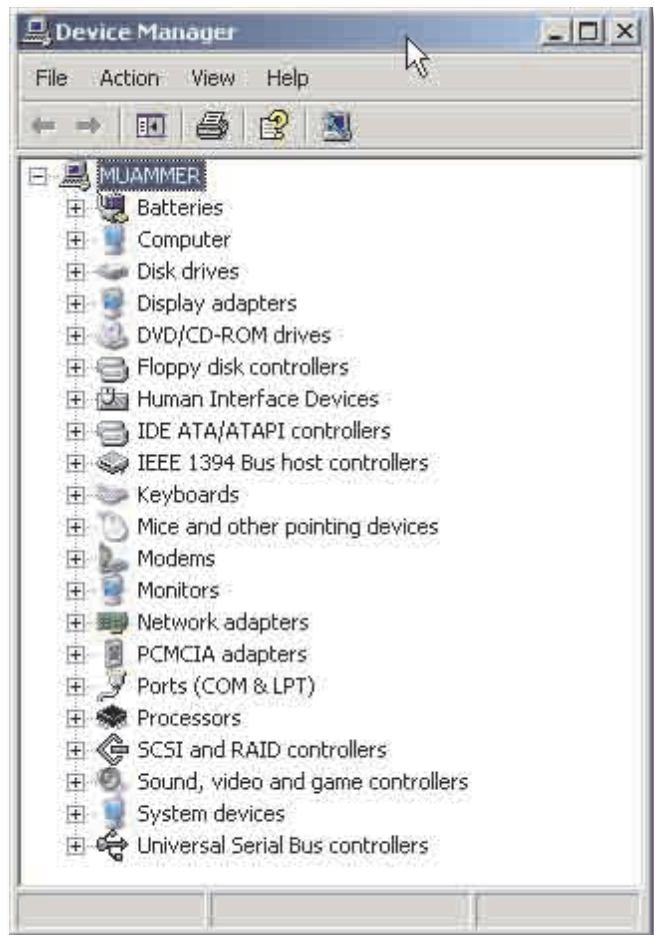 Device Manager
File Action View Help
MUAMMER
Batteries
Computer
Disk drives
Display adapters
DVD/CD-ROM drives
Floppy disk controllers
Human Interface Devices
IDE ATA/ATAPI controllers
IEEE 1394 Bus host controllers
Keyboards
Mice and other pointing devices
Modems
Monitors
Network adapters
PCMCIA adapters
Ports (COM & LPT)
Processors
SCSI and RAID controllers
Sound, video and game controllers
System devices
Universal Serial Bus controllers